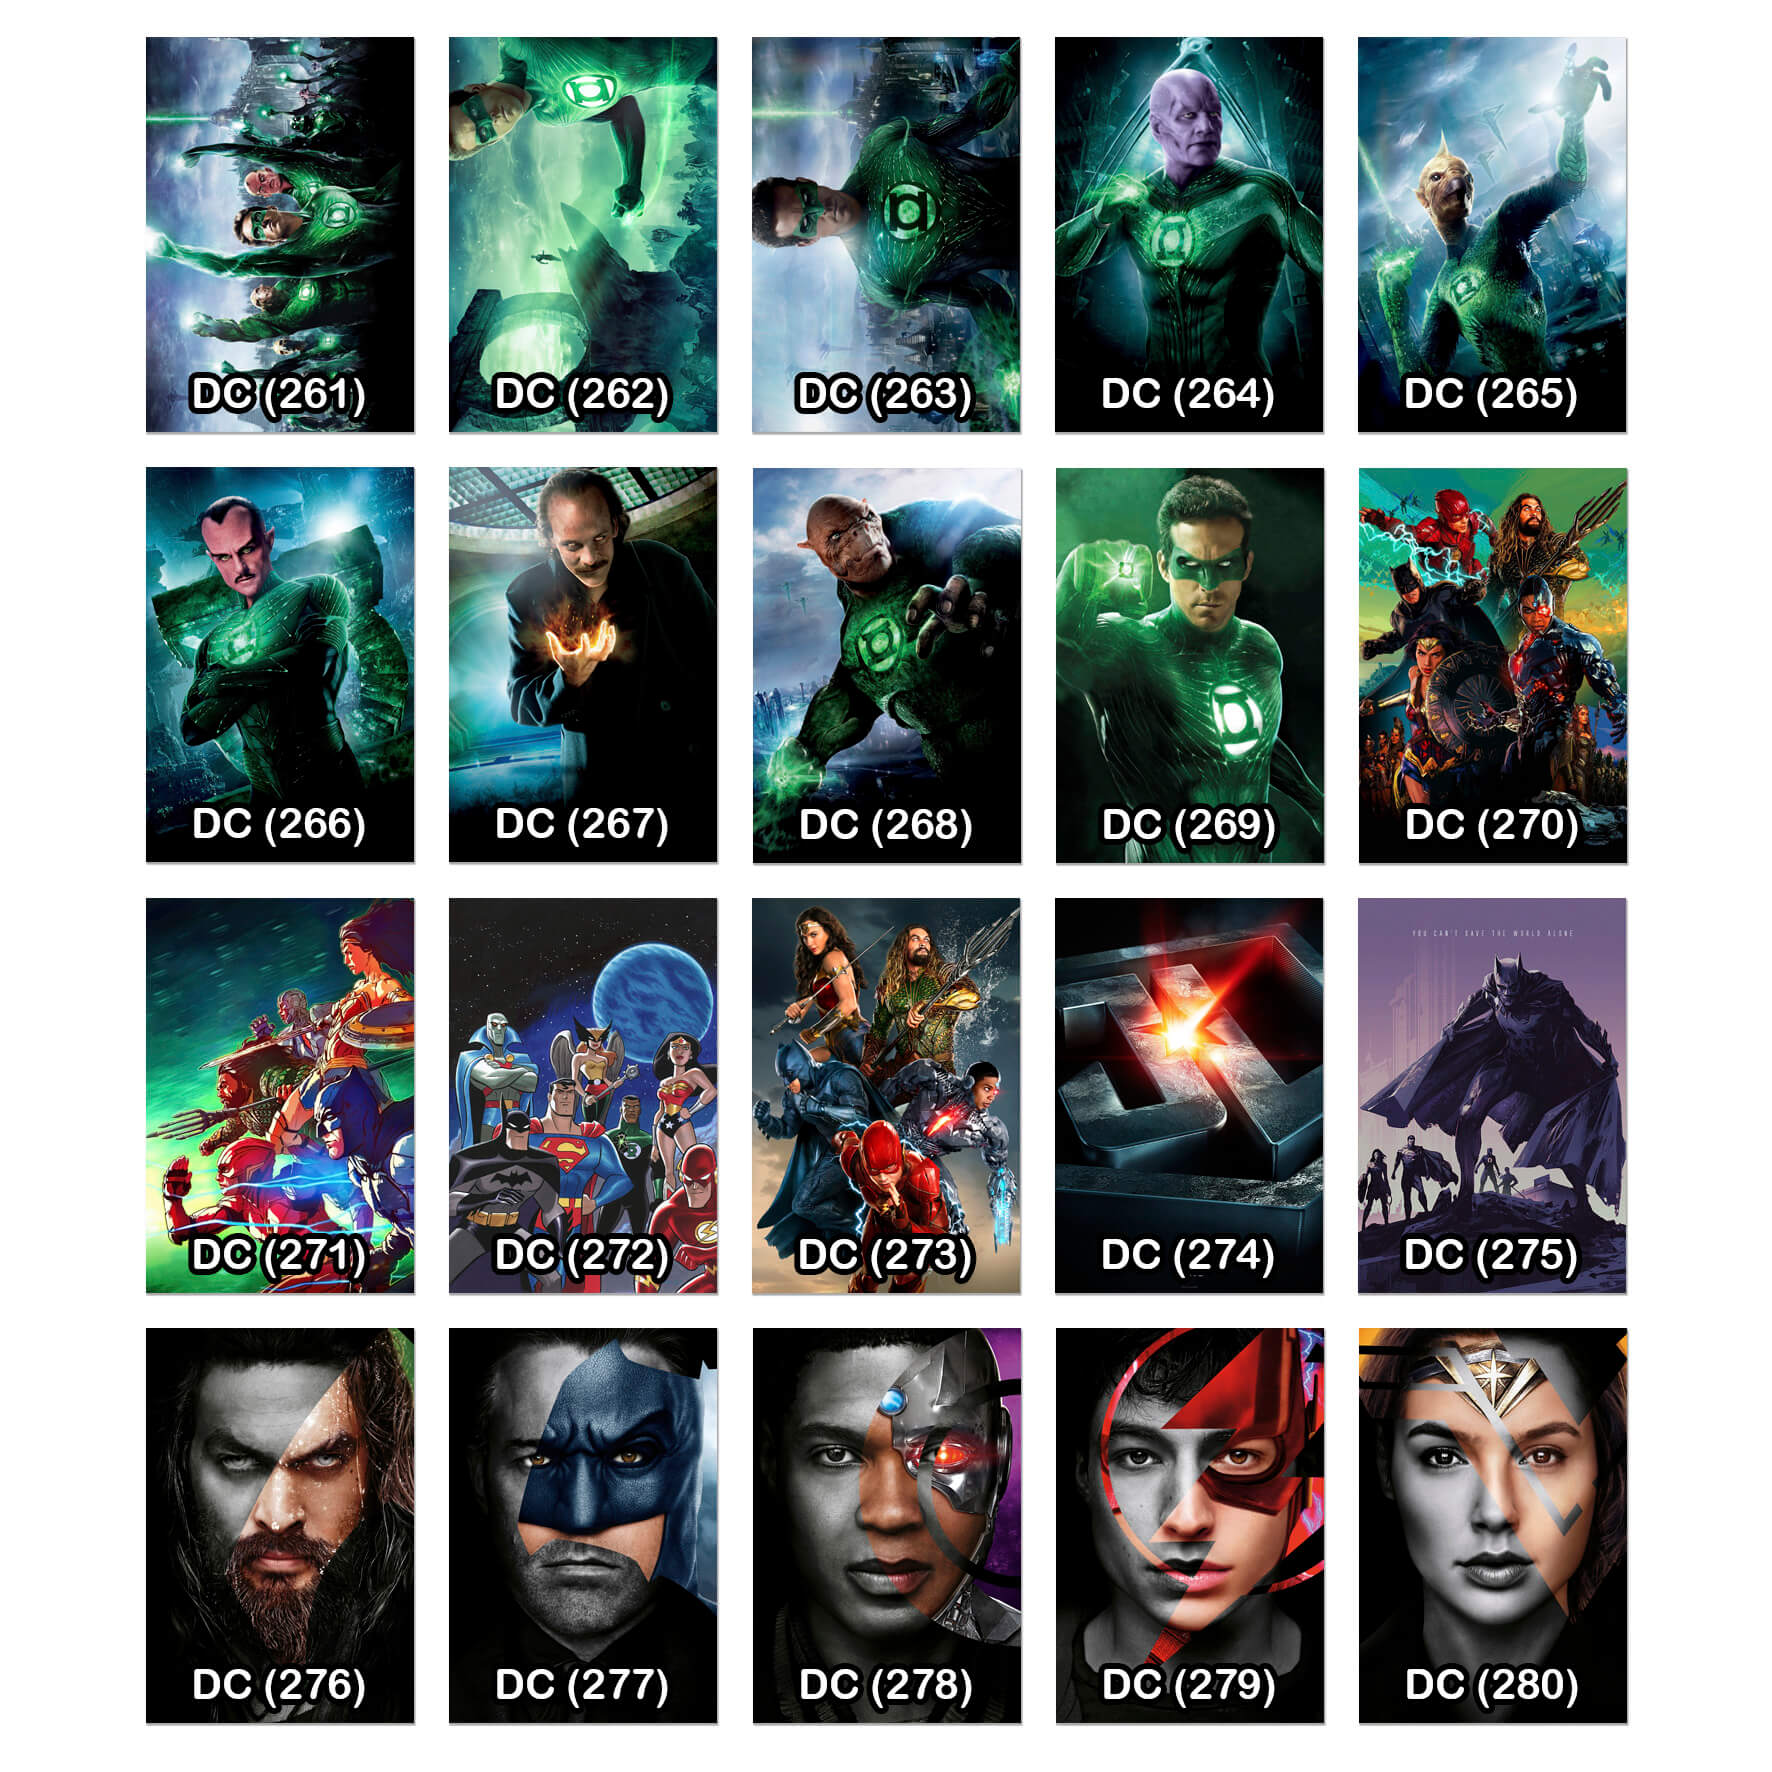 DC (261)
DC (262)
DC (263)
DC (264)
DC (265)
DC (266)
DC (267)
DC (268)
DC (269)
DC (270)
DC (271)
DC (272)
DC (273)
DC (274)
YOU CAN'T SAVE THE WORLD ALONE
DC (275)
DC (276)
DC (277)
DC (278)
DC (279)
DC (280)